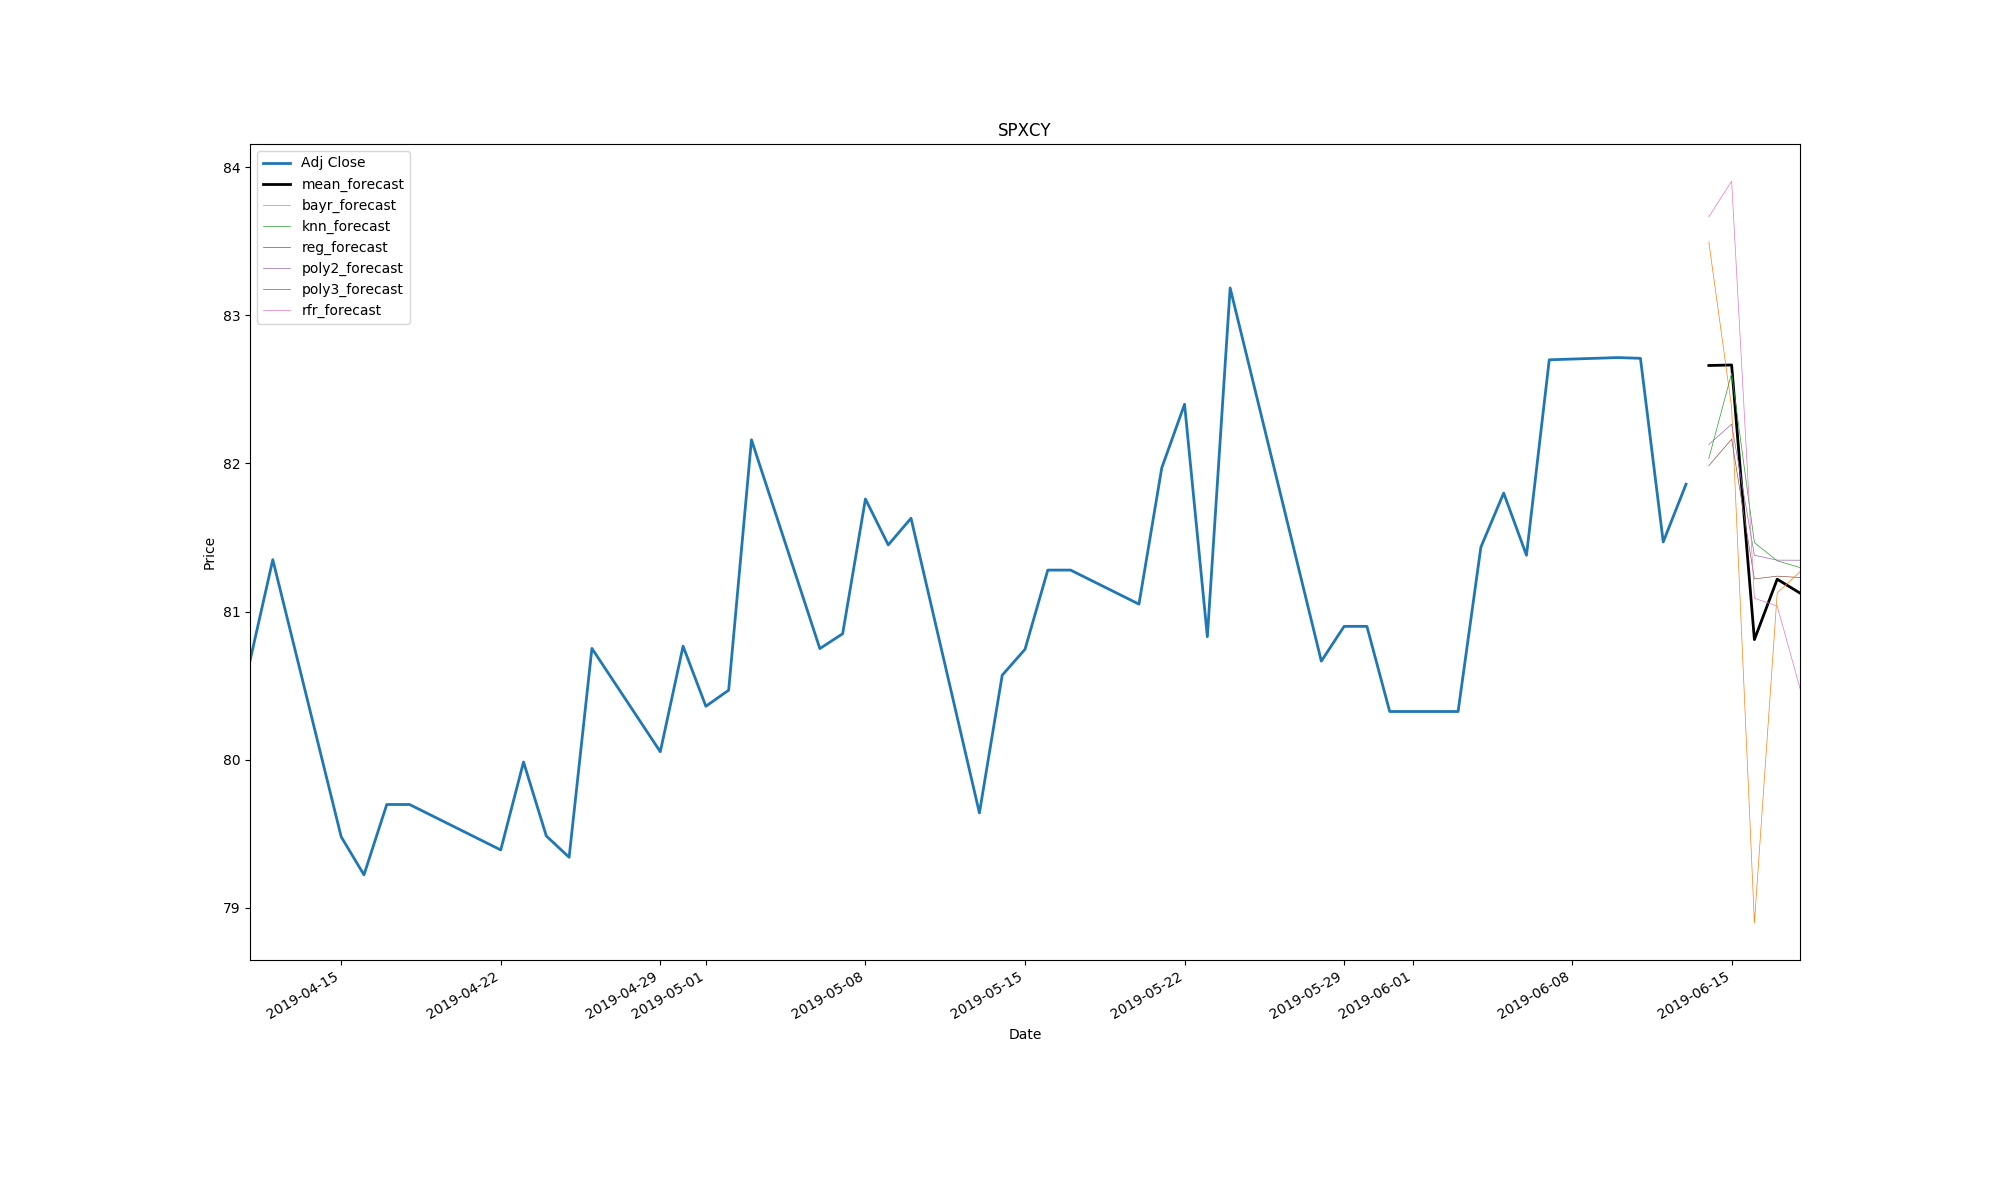 SPXCY
Adj Close
mean_forecast
bayr_forecast
knn_forecast
reg_forecast
poly2_forecast
poly3_forecast
rfr_forecast
84
83
82
81
80
79
Price
2019-04-15
2019-04-22
2019-04-29
2019-05-01
2019-05-08
2019-05-15
2019-05-22
2019-05-29
2019-06-01
2019-06-08
2019-06-15
Date